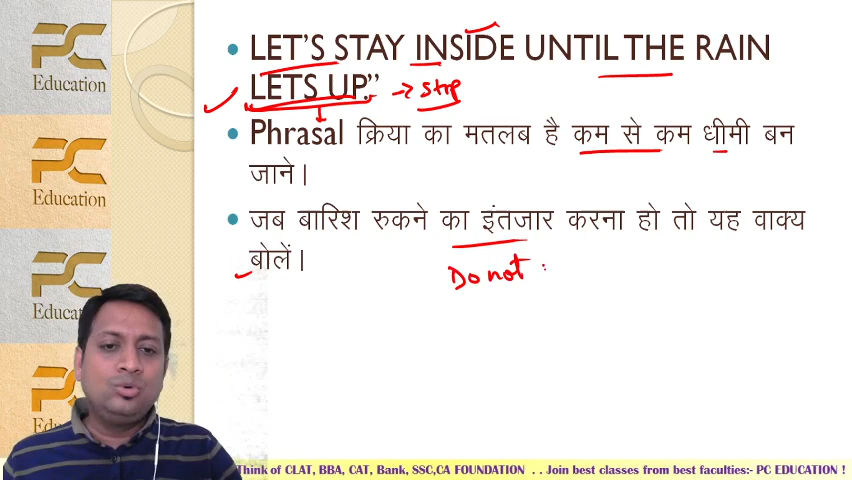 PC
Education
LET'S STAY INSIDE UNTIL THE RAIN
LETS UP.” → stop
Phrasal क्रिया का मतलब है कम से कम धीमी बन
जाने।
जब बारिश रुकने का इंतजार करना हो तो यह वाक्य
बोलें।
Do not
PC
Education
PC
Educa
PC
Think of CLAT, BBA, CAT, Bank, SSC,CA FOUNDATION . . Join best classes from best faculties:- PC EDUCATION !